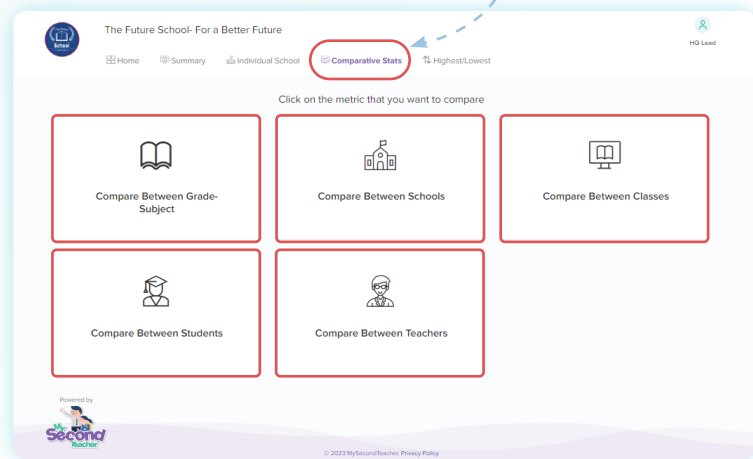 The Future School- For a Better Future
School
HQ Lead
Home Summary Individual School Comparative Stats Highest/Lowest
Click on the metric that you want to compare
Compare Between Grade-
Subject
Compare Between Schools
Compare Between Classes
Compare Between Students
Compare Between Teachers
Powered by
My
Second
Teacher
© 2023 MySecondTeacher. Privacy Policy